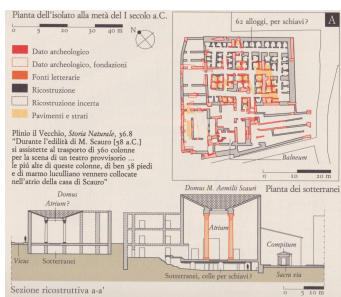 Pianta dell'isolato alla metà del I secolo a.C.
0 5 20 30 40 m
N
62 alloggi, per schiavi?
A
Dato archeologico
Dato archeologico, fondazioni
Fonti letterarie
Ricostruzione
Ricostruzione incerta
Pavimenti e strati
Plinio il Vecchio, Storia Naturale, 36.8
"Durante l'edilità di M. Scauro [58 a.C.]
si assistette al trasporto di 360 colonne
per la scena di un teatro provvisorio ...
le più alte di queste colonne, di ben 38 piedi
e di marmo luculliano vennero collocate
nell'atrio della casa di Scauro"
Balneum
0 10 20 m
Pianta dei sotterranei
Domus
Atrium?
Domus M. Aemilii Scauri
Atrium
Compitum
Vicus
Sotterranei
Sotterranei, celle per schiavi?
Sacra via
Sezione ricostruttiva a-a'
0 5 10 m